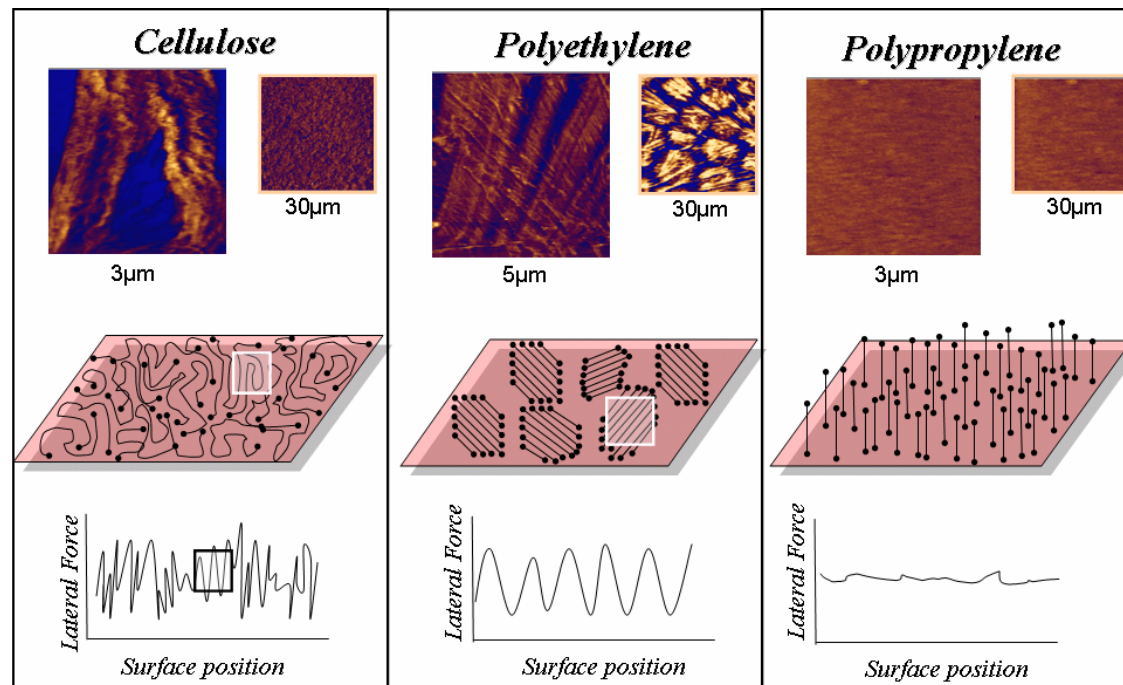 Cellulose
30µm
3µm
Lateral Force
Surface position
Polyethylene
30µm
5µm
Lateral Force
Surface position
Polypropylene
30µm
3µm
Lateral Force
Surface position